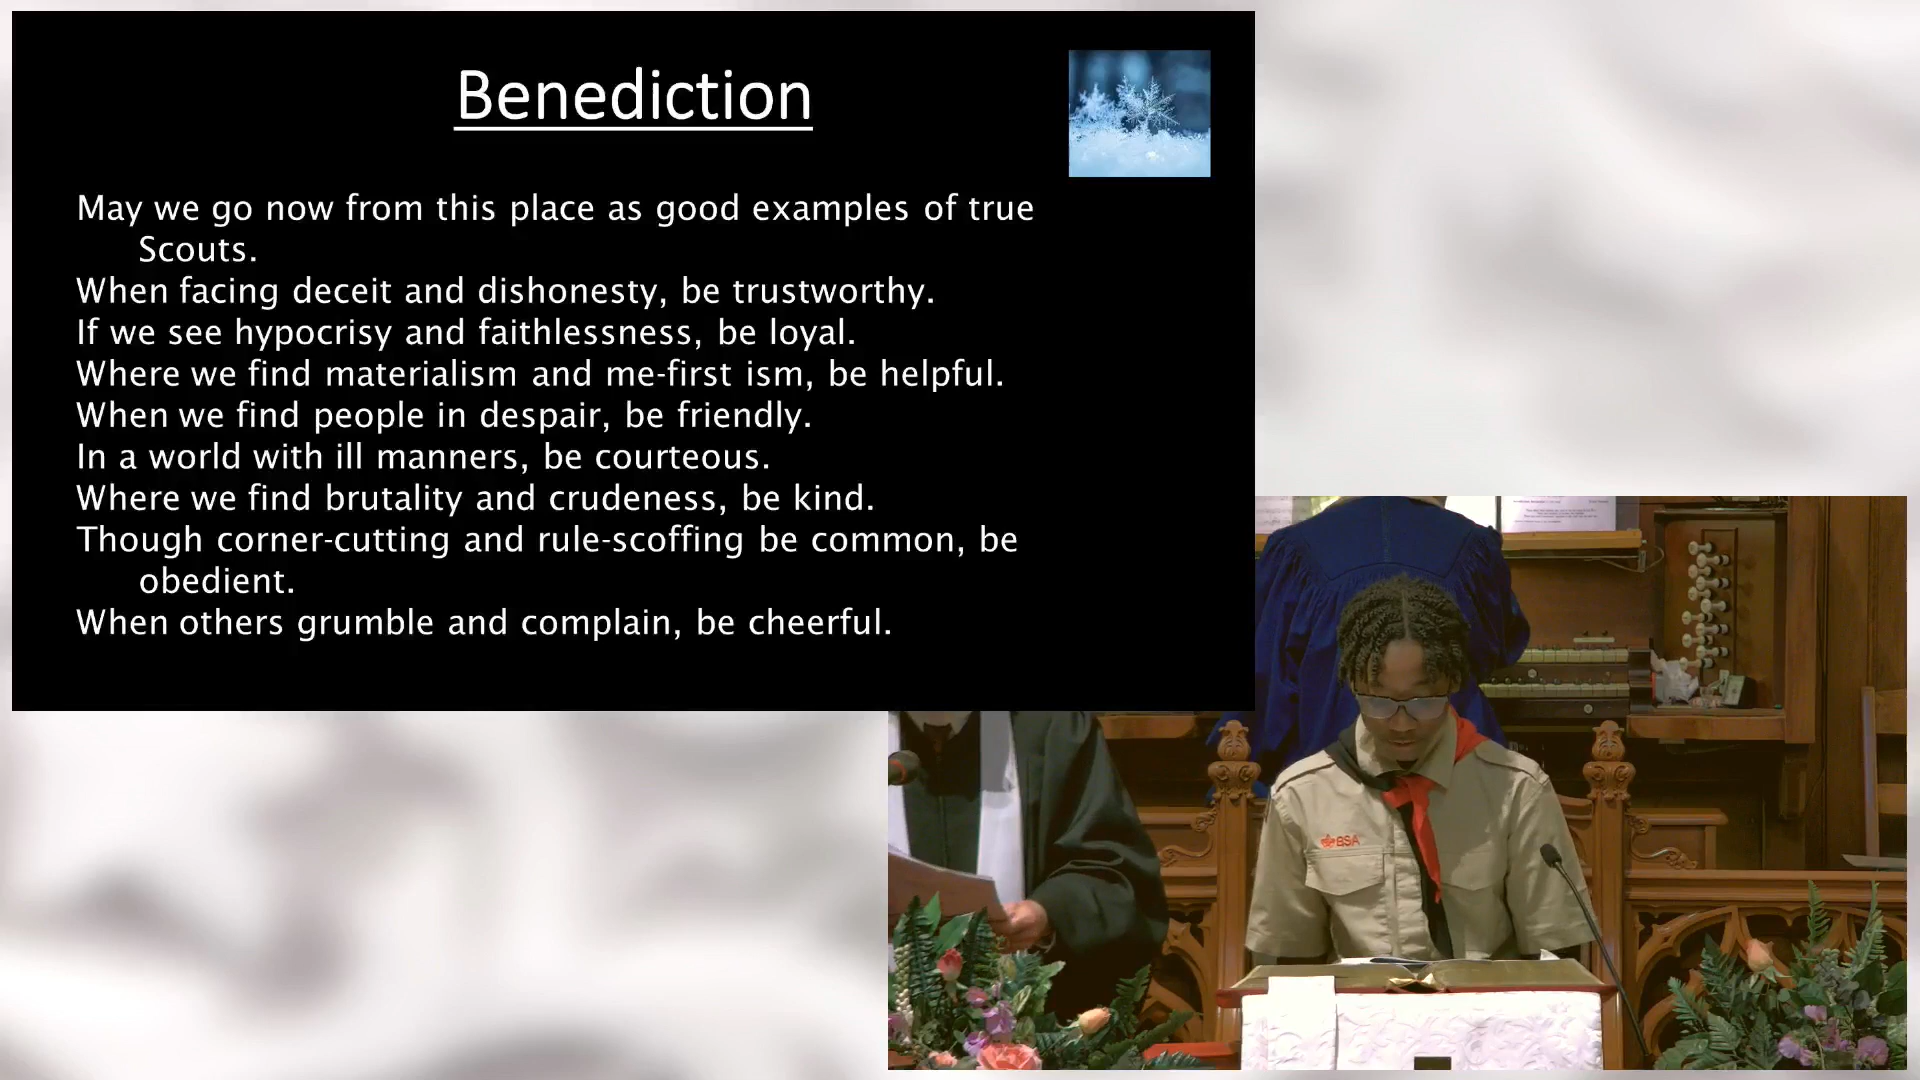 Benediction
May we go now from this place as good examples of true
Scouts.
When facing deceit and dishonesty, be trustworthy.
If we see hypocrisy and faithlessness, be loyal.
Where we find materialism and me-first ism, be helpful.
When we find people in despair, be friendly.
In a world with ill manners, be courteous.
Where we find brutality and crudeness, be kind.
Though corner-cutting and rule-scoffing be common, be
obedient.
When others grumble and complain, be cheerful.
BSA